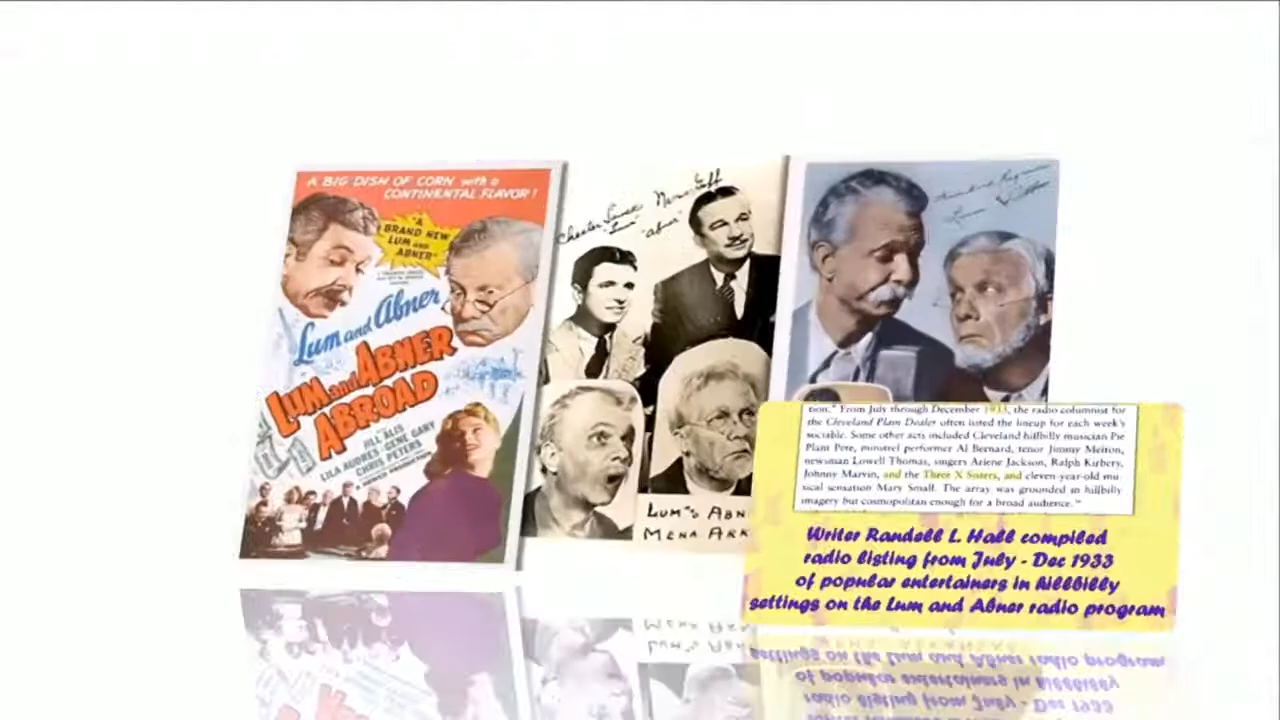 A BIG DISH OF CORN with a
CONTINENTAL FLAVOR!
"A
BRAND NEW
LUM AND
ABNER"
Lum and Abner
LUM and ABNER
ABROAD
JILL ALIS
LILA AUDRES · GENE GARY
CHRIS PETERS
Chester Lauck Norris Goff
"Lum" "Abner"
LUM & ABN
MENA ARK
tion." From July through December 1933, the radio columnist for
the Cleveland Plain Dealer often listed the lineup for each week's
sociable. Some other acts included Cleveland hillbilly musician Pie
Plant Pete, minstrel performer Al Bernard, tenor Jimmy Melton,
newsman Lowell Thomas, singers Arlene Jackson, Ralph Kirbery,
Johnny Marvin, and the Three X Sisters, and eleven-year-old mu-
sical sensation Mary Small. The array was grounded in hillbilly
imagery but cosmopolitan enough for a broad audience."
Writer Randell L. Hall compiled
radio listing from July - Dec 1933
of popular entertainers in hillbilly
settings on the Lum and Abner radio program